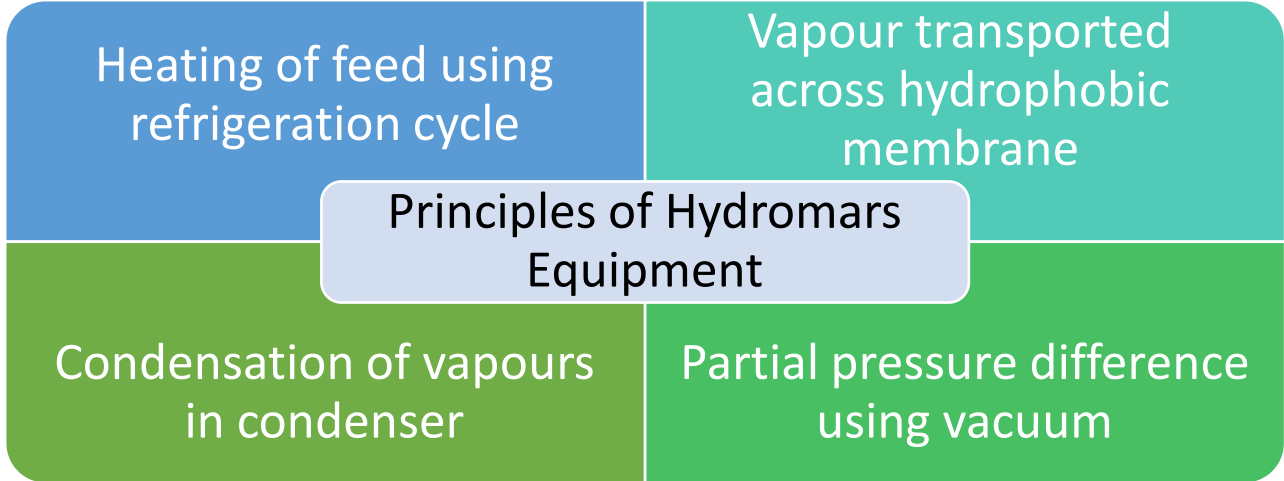 Heating of feed using
refrigeration cycle
Vapour transported
across hydrophobic
membrane
Principles of Hydromars
Equipment
Condensation of vapours
in condenser
Partial pressure difference
using vacuum